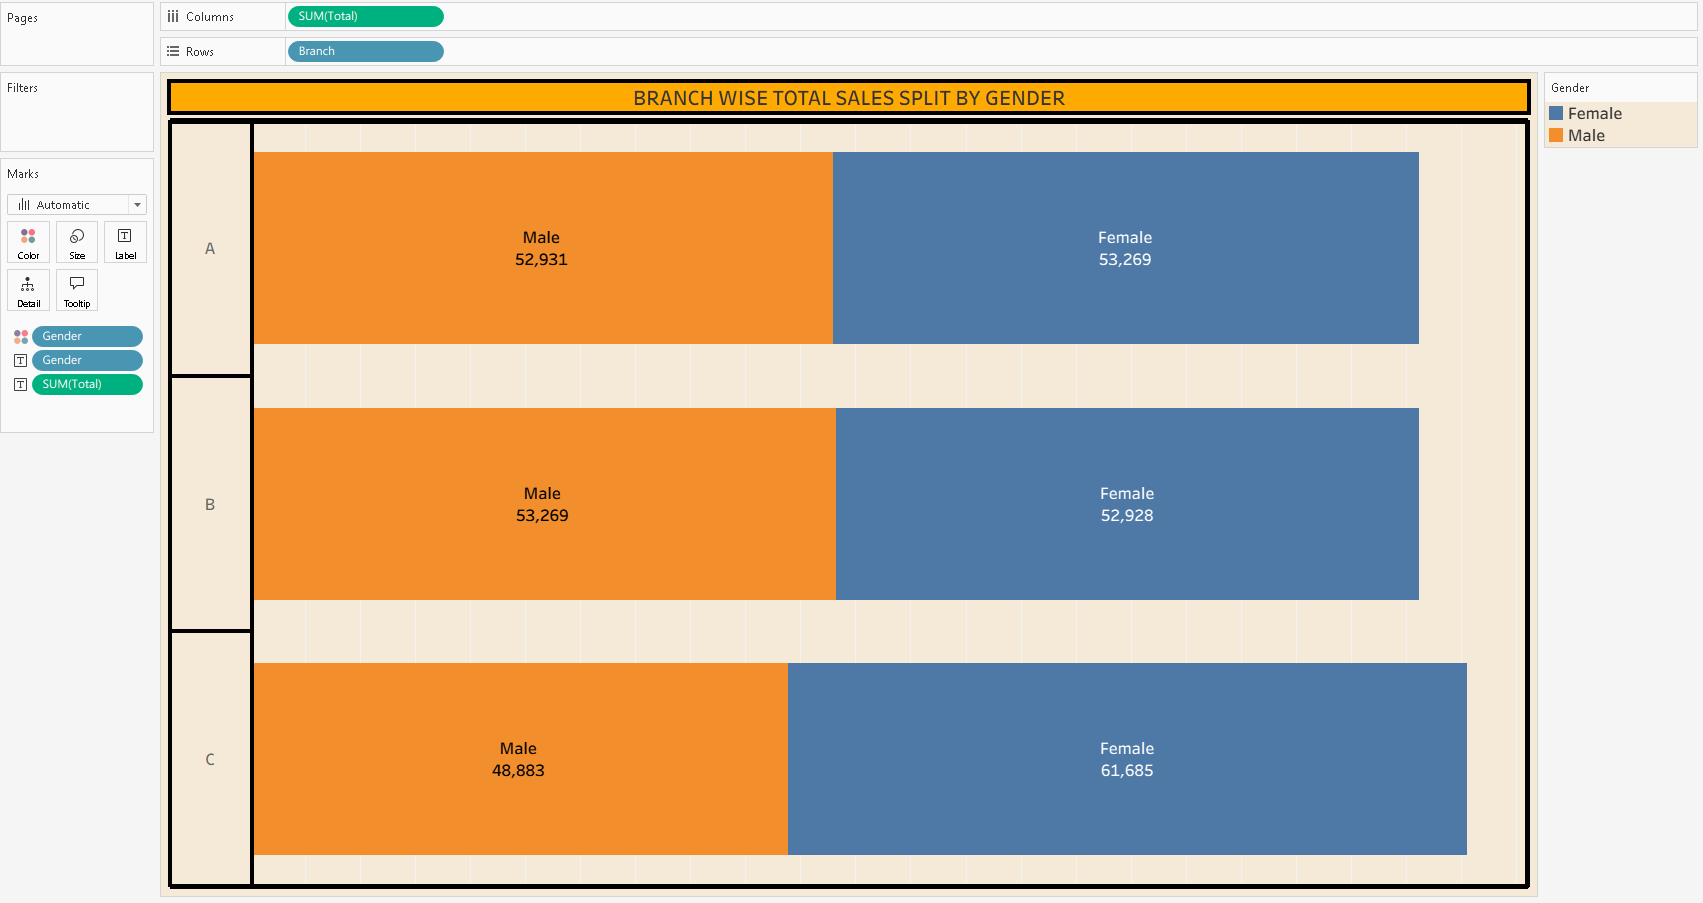 Pages
Columns
SUM(Total)
Rows
Branch
Filters
Marks
Automatic
Color
Size
Label
Detail
Tooltip
Gender
Gender
SUM(Total)
BRANCH WISE TOTAL SALES SPLIT BY GENDER
A
Male
52,931
Female
53,269
B
Male
53,269
Female
52,928
C
Male
48,883
Female
61,685
Gender
Female
Male